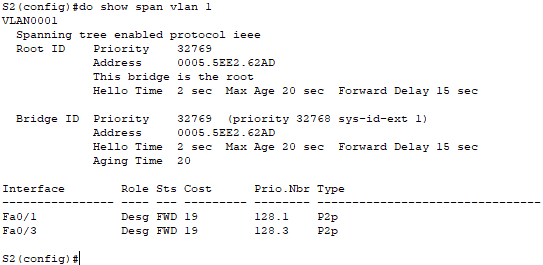 S2(config)#do show span vlan 1
VLAN0001
  Spanning tree enabled protocol ieee
  Root ID    Priority    32769
             Address     0005.5EE2.62AD
             This bridge is the root
             Hello Time  2 sec  Max Age 20 sec  Forward Delay 15 sec

  Bridge ID  Priority    32769  (priority 32768 sys-id-ext 1)
             Address     0005.5EE2.62AD
             Hello Time  2 sec  Max Age 20 sec  Forward Delay 15 sec
             Aging Time  20

Interface        Role Sts Cost      Prio.Nbr Type
---------------- ---- --- --------- -------- --------------------------------
Fa0/1            Desg FWD 19        128.1    P2p
Fa0/3            Desg FWD 19        128.3    P2p

S2(config)#